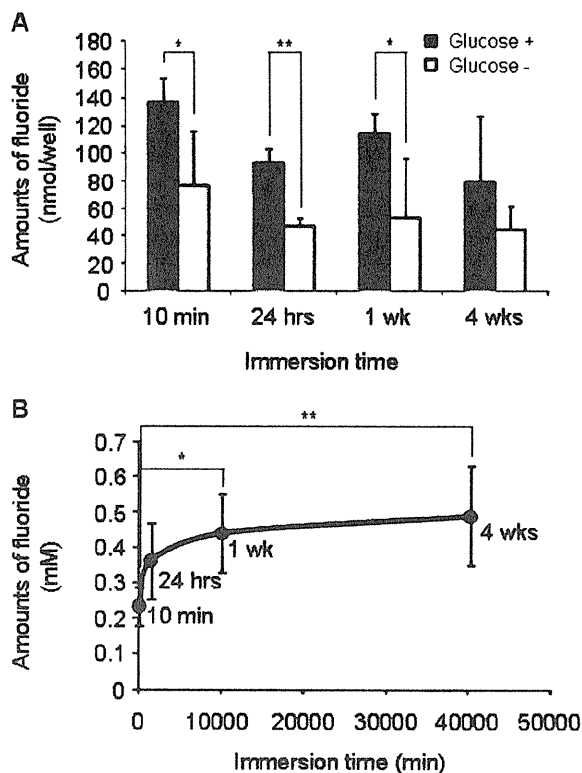 A
Amounts of fluoride
(nmol/well)
180
160
140
120
100
80
60
40
20
0
*
**
*
Glucose +
Glucose -
10 min
24 hrs
1 wk
4 wks
Immersion time
B
Amounts of fluoride
(mM)
0.7
0.6
0.5
0.4
0.3
0.2
0.1
0
**
*
10 min
24 hrs
1 wk
4 wks
0
10000
20000
30000
40000
50000
Immersion time (min)